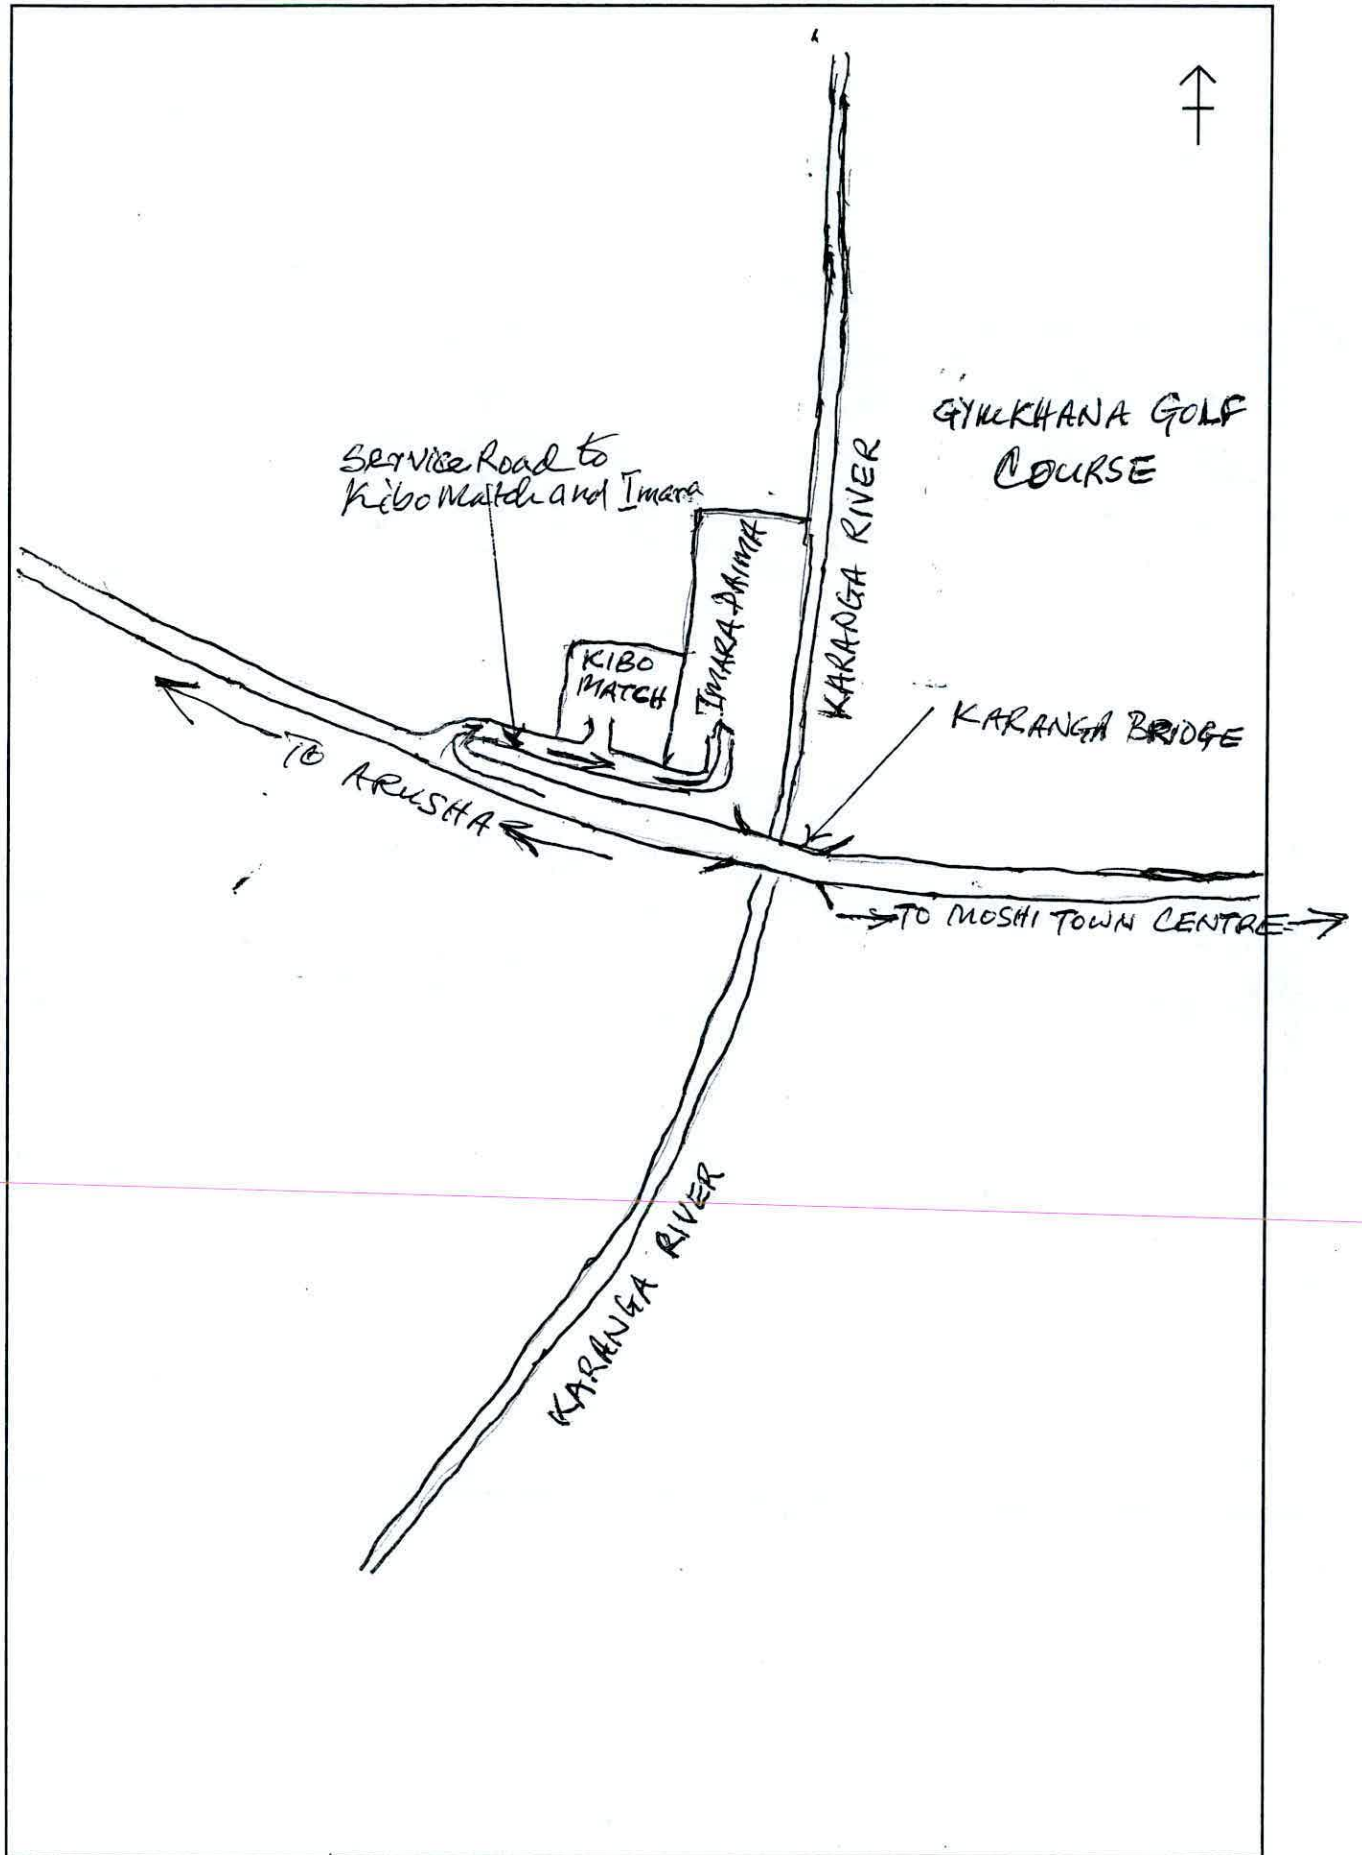 GYMKHANA GOLF
COURSE
Service Road to
Kibo Match and Imara
KARANGA RIVER
IMARA PRIMA
KIBO
MATCH
KARANGA BRIDGE
TO ARUSHA
TO MOSHI TOWN CENTRE
KARANGA RIVER